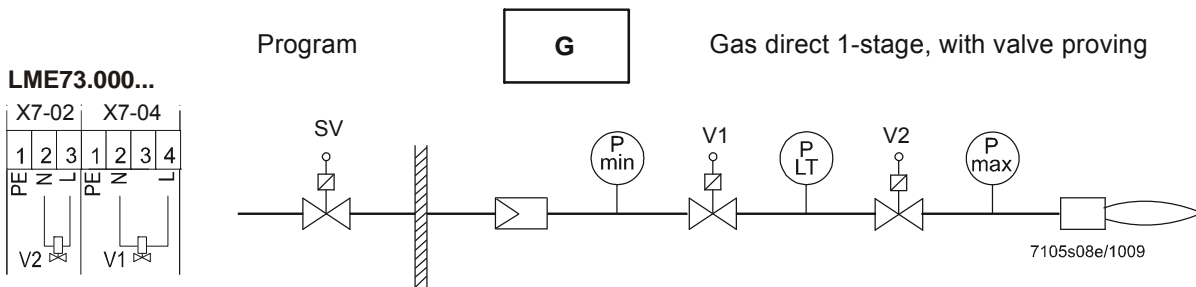 Program G Gas direct 1-stage, with valve proving
LME73.000...
X7-02 X7-04
1 2 3 1 2 3 4
PE N L PE N L
V2 V1
SV
P min
V1
P LT
V2
P max
7105s08e/1009